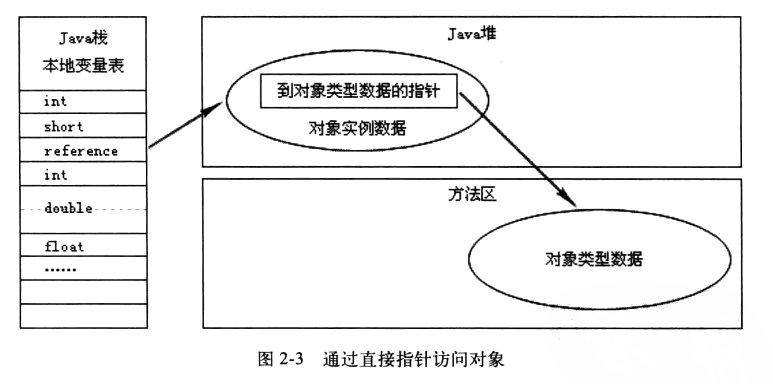 Java栈
本地变量表
int
short
reference
int
double
float
……
Java堆
到对象类型数据的指针
对象实例数据
方法区
对象类型数据
图 2-3 通过直接指针访问对象